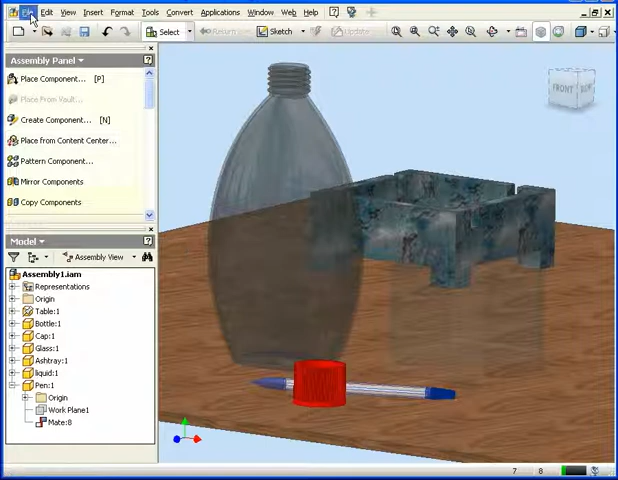 File Edit View Insert Format Tools Convert Applications Window Web Help
Select Return Sketch Update
Assembly Panel
Place Component... [P]
Place From Vault...
Create Component... [N]
Place from Content Center...
Pattern Component...
Mirror Components
Copy Components
Model
Assembly View
Assembly1.iam
Representations
Origin
Table:1
Bottle:1
Cap:1
Glass:1
Ashtray:1
liquid:1
Pen:1
Origin
Work Plane1
Mate:8
FRONT
7 8